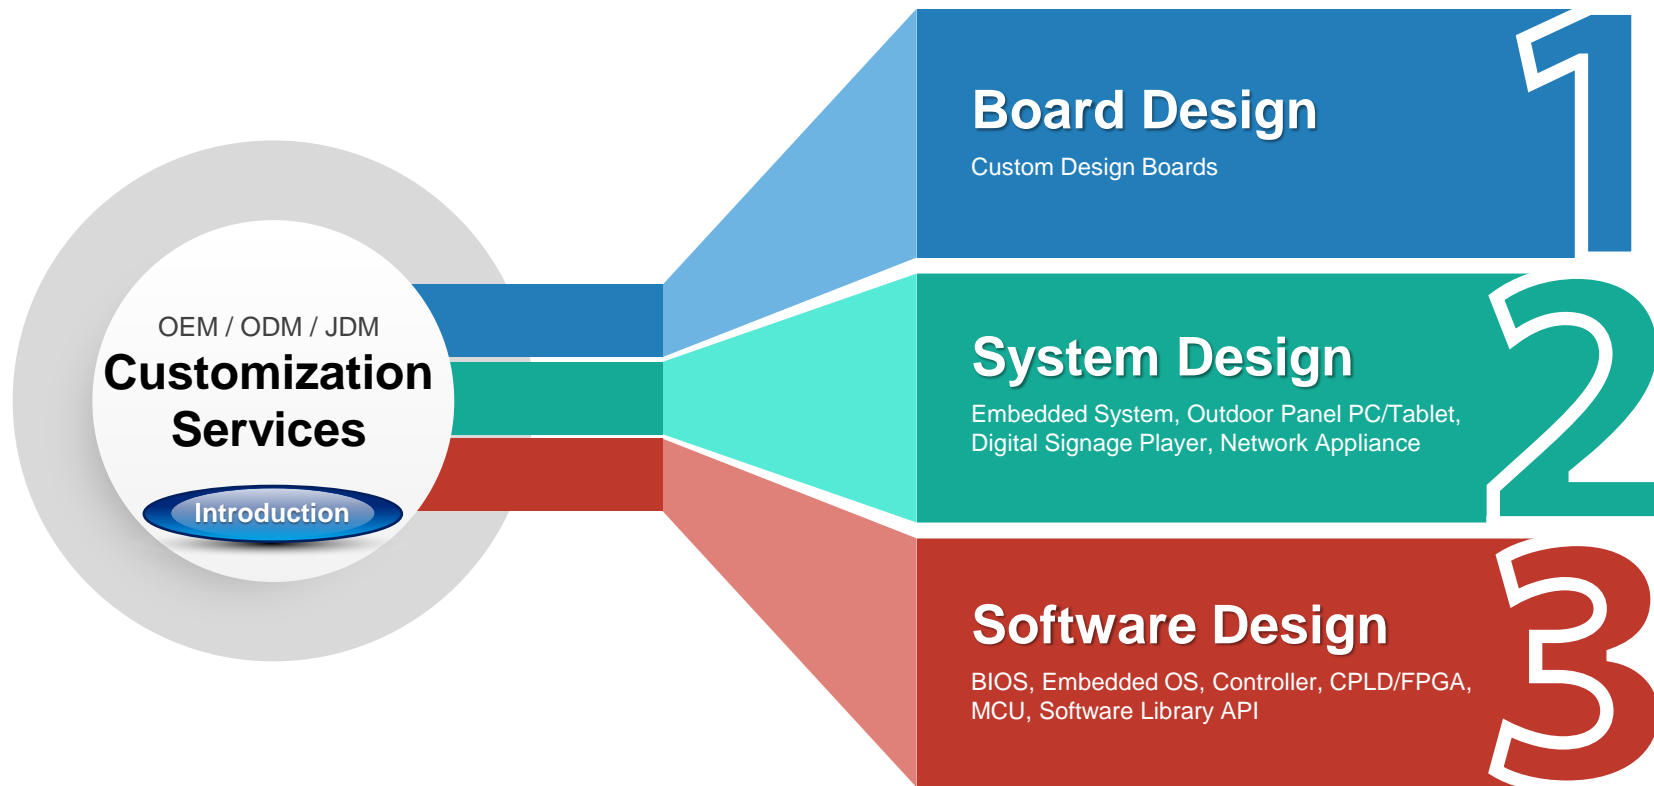 OEM / ODM / JDM
Customization
Services
Introduction
1
Board Design
Custom Design Boards
2
System Design
Embedded System, Outdoor Panel PC/Tablet,
Digital Signage Player, Network Appliance
3
Software Design
BIOS, Embedded OS, Controller, CPLD/FPGA,
MCU, Software Library API